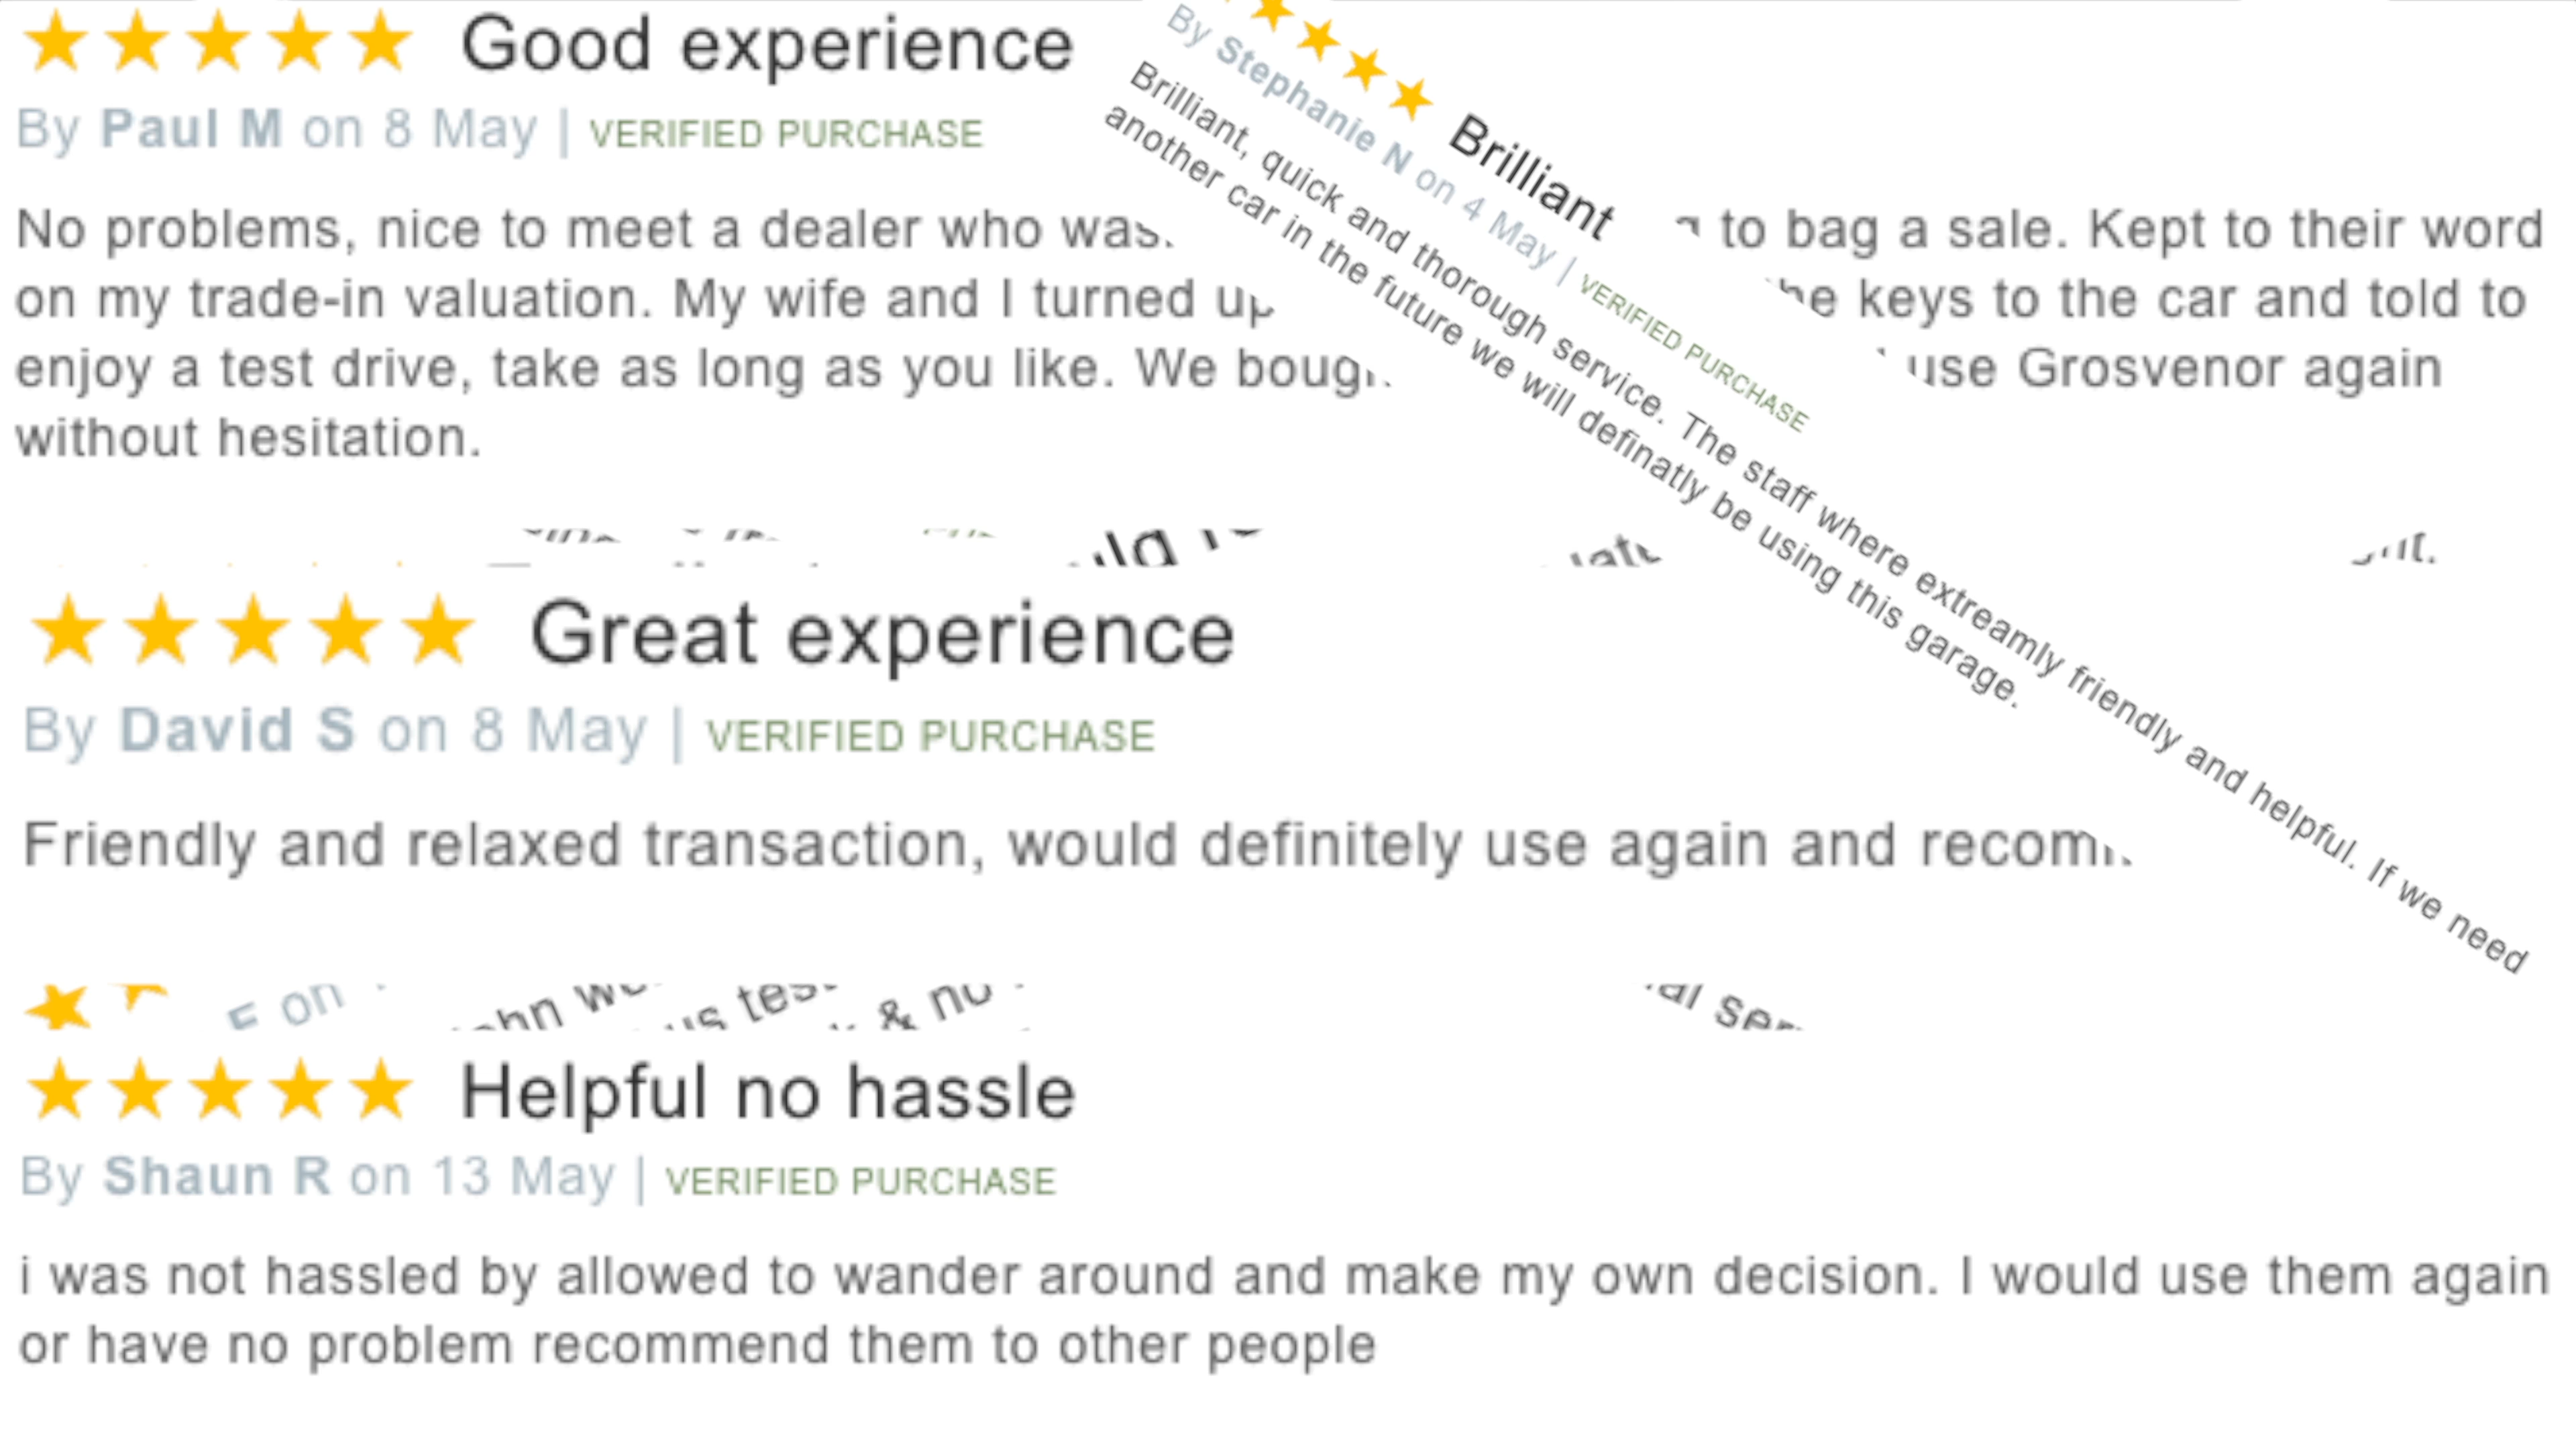 Good experience
By Paul M on 8 May | VERIFIED PURCHASE
No problems, nice to meet a dealer who
to bag a sale. Kept to their word
on my trade-in valuation. My wife and I turned up
keys to the car and told to
enjoy a test drive, take as long as you like. We
use Grosvenor again
without hesitation.
Brilliant
By Stephanie N on 4 May | VERIFIED PURCHASE
Brilliant, quick and thorough service. The staff where extreamly friendly and helpful. If we need
another car in the future we will definatly be using this garage.
Great experience
By David S on 8 May | VERIFIED PURCHASE
Friendly and relaxed transaction, would definitely use again and
on
& no
Helpful no hassle
By Shaun R on 13 May | VERIFIED PURCHASE
i was not hassled by allowed to wander around and make my own decision. I would use them again
or have no problem recommend them to other people